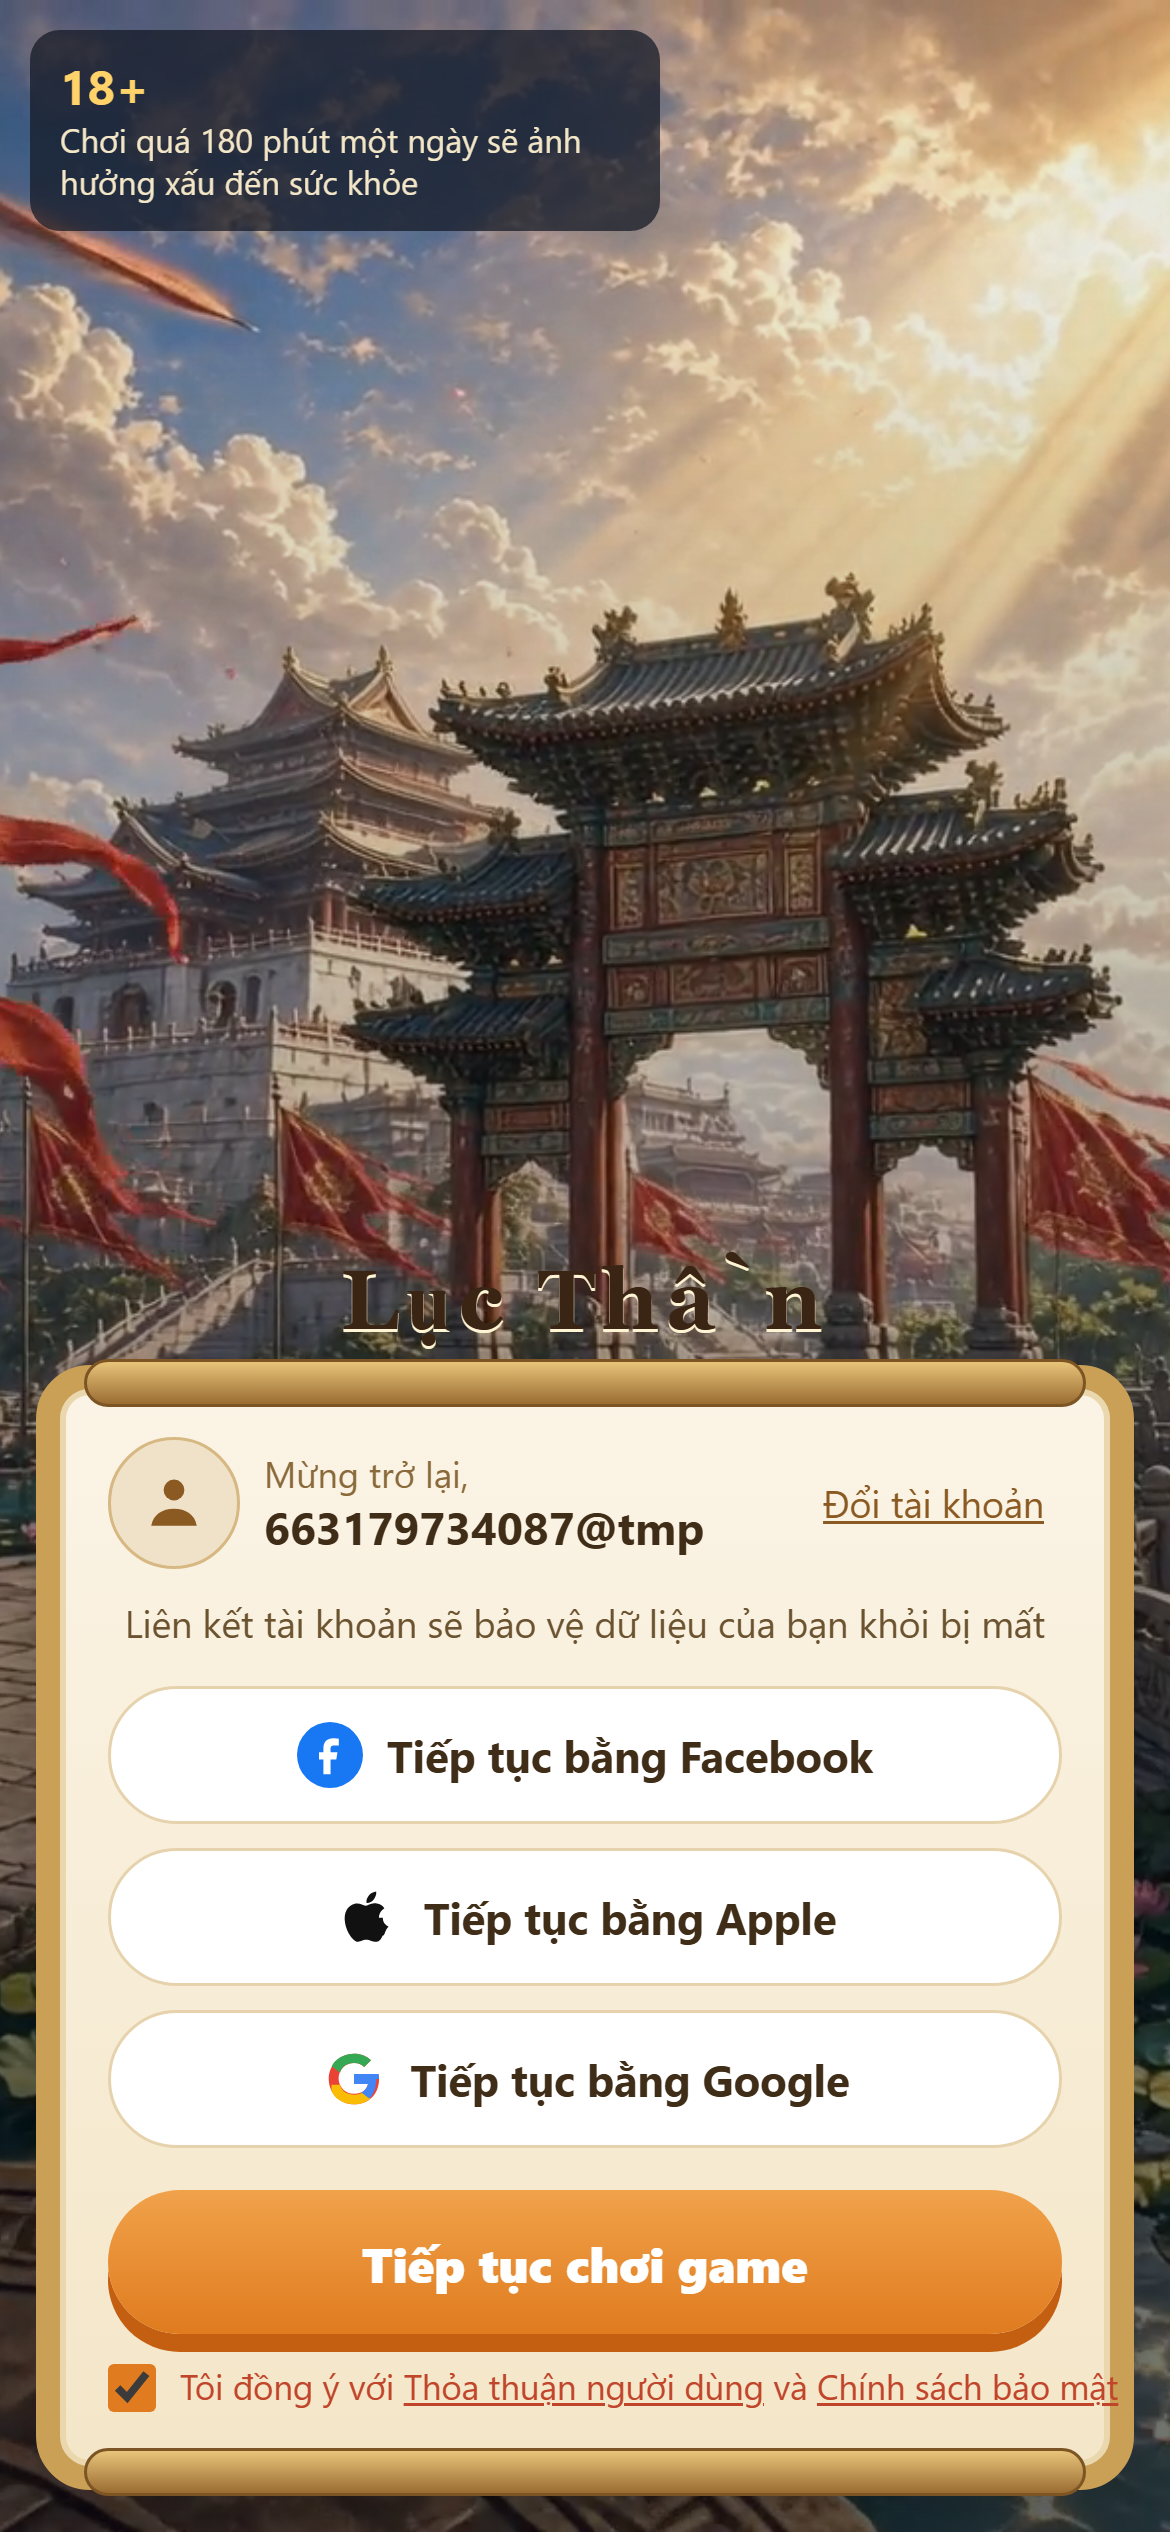 18+
Chơi quá 180 phút một ngày sẽ ảnh
hưởng xấu đến sức khỏe
Lục Thần
Mừng trở lại,
663179734087@tmp
Đổi tài khoản
Liên kết tài khoản sẽ bảo vệ dữ liệu của bạn khỏi bị mất
Tiếp tục bằng Facebook
Tiếp tục bằng Apple
Tiếp tục bằng Google
Tiếp tục chơi game
Tôi đồng ý với Thỏa thuận người dùng và Chính sách bảo mật